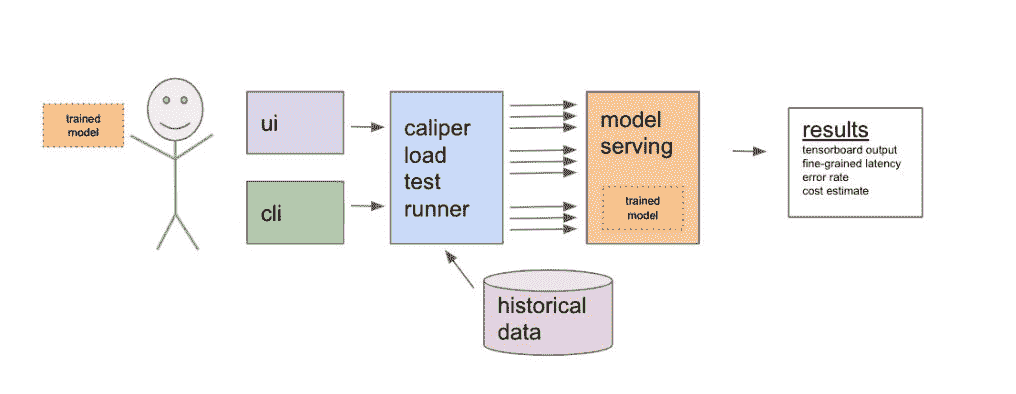 trained
model
ui
cli
caliper
load
test
runner
model
serving
trained
model
historical
data
results
tensorboard output
fine-grained latency
error rate
cost estimate